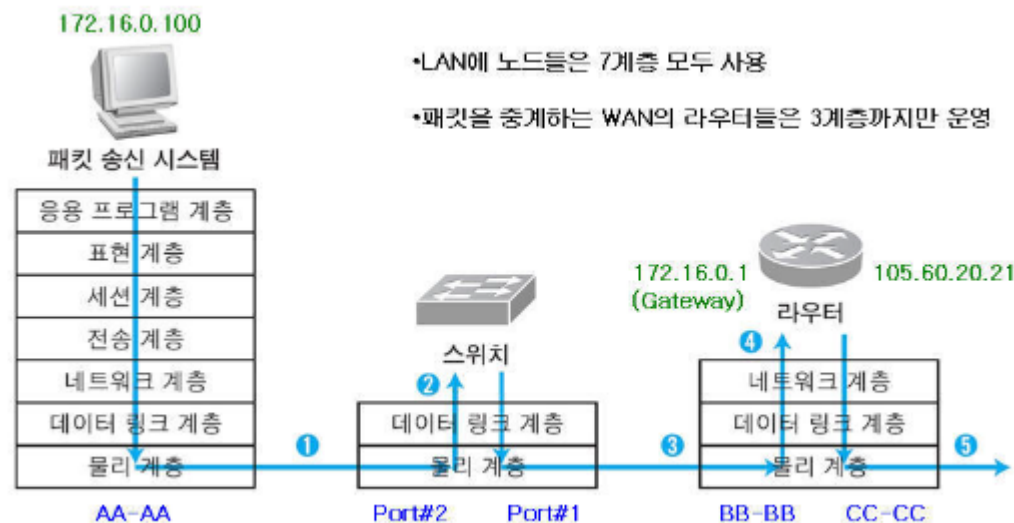 172.16.0.100
•LAN에 노드들은 7계층 모두 사용
•패킷을 중계하는 WAN의 라우터들은 3계층까지만 운영
패킷 송신 시스템
응용 프로그램 계층
표현 계층
세션 계층
전송 계층
네트워크 계층
데이터 링크 계층
물리 계층
AA-AA
❶
스위치
❷
데이터 링크 계층
물리 계층
Port#2 Port#1
❸
172.16.0.1
(Gateway)
105.60.20.21
라우터
❹
네트워크 계층
데이터 링크 계층
물리 계층
BB-BB CC-CC
❺